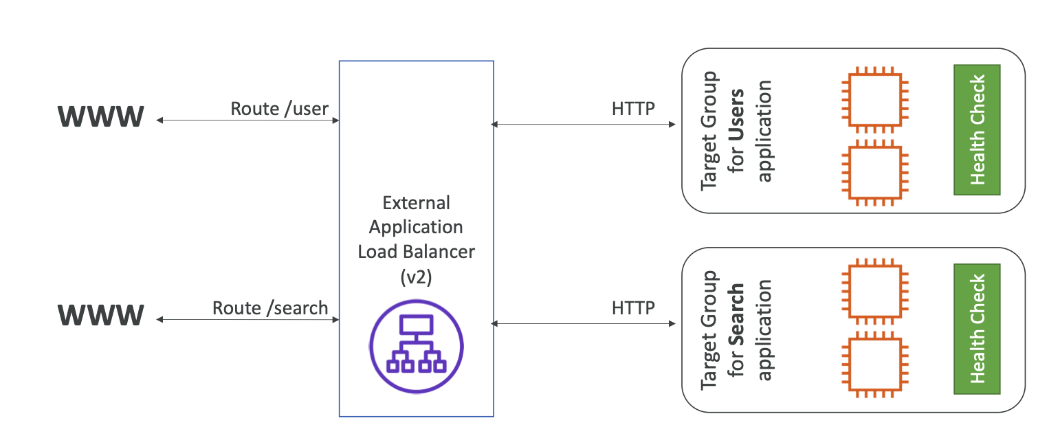 WWW
Route /user
HTTP
Target Group
for Users
application
Health Check
External
Application
Load Balancer
(v2)
WWW
Route /search
HTTP
Target Group
for Search
application
Health Check